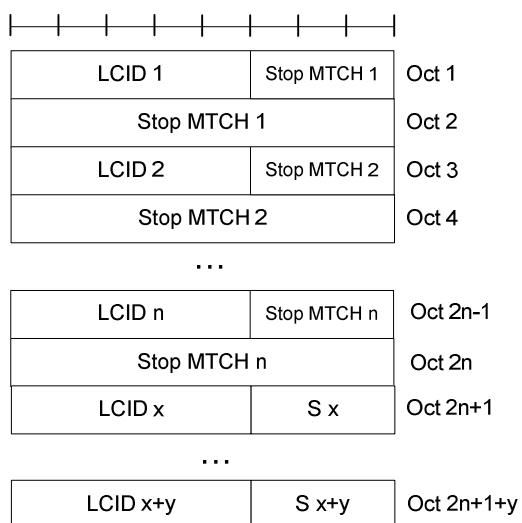 LCID 1 Stop MTCH 1 Oct 1
Stop MTCH 1 Oct 2
LCID 2 Stop MTCH 2 Oct 3
Stop MTCH 2 Oct 4
...
LCID n Stop MTCH n Oct 2n-1
Stop MTCH n Oct 2n
LCID x S x Oct 2n+1
...
LCID x+y S x+y Oct 2n+1+y